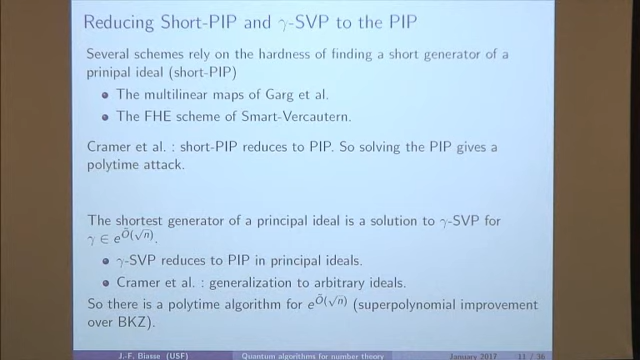 Reducing Short-PIP and γ-SVP to the PIP
Several schemes rely on the hardness of finding a short generator of a
prinipal ideal (short-PIP)
The multilinear maps of Garg et al.
The FHE scheme of Smart-Vercautern.
Cramer et al. : short-PIP reduces to PIP. So solving the PIP gives a
polytime attack.
The shortest generator of a principal ideal is a solution to γ-SVP for
γ ∈ e^Õ(√n).
γ-SVP reduces to PIP in principal ideals.
Cramer et al. : generalization to arbitrary ideals.
So there is a polytime algorithm for e^Õ(√n) (superpolynomial improvement
over BKZ).
J.-F. Biasse (USF) Quantum algorithms for number theory January 2017 11 / 36